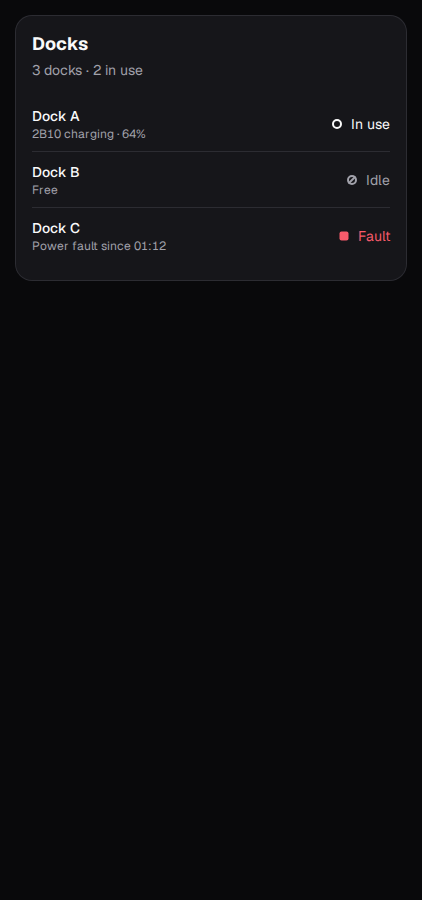 Docks
3 docks · 2 in use
Dock A
2B10 charging · 64%
In use
Dock B
Free
Idle
Dock C
Power fault since 01:12
Fault